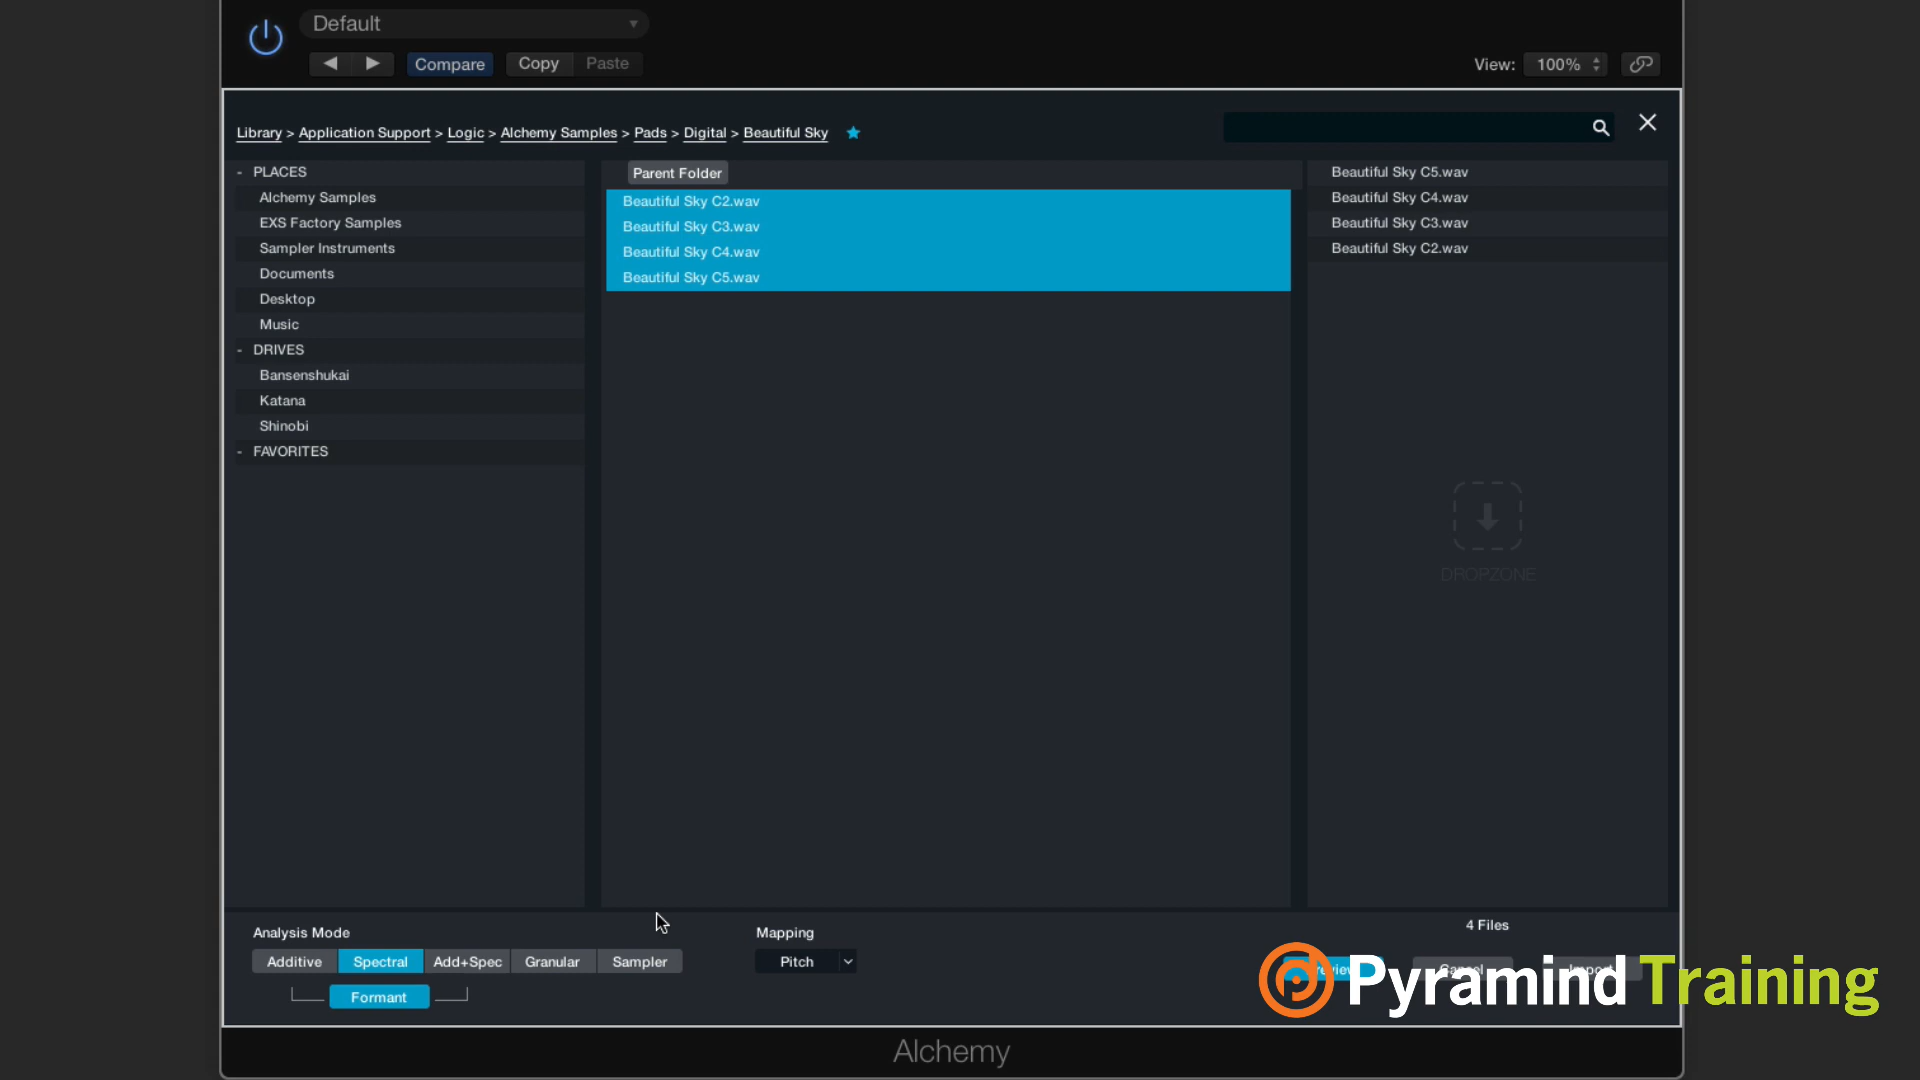 Default
Compare
Copy
Paste
View: 100%
Library > Application Support > Logic > Alchemy Samples > Pads > Digital > Beautiful Sky
- PLACES
Alchemy Samples
EXS Factory Samples
Sampler Instruments
Documents
Desktop
Music
- DRIVES
Bansenshukai
Katana
Shinobi
- FAVORITES
Parent Folder
Beautiful Sky C2.wav
Beautiful Sky C3.wav
Beautiful Sky C4.wav
Beautiful Sky C5.wav
Beautiful Sky C5.wav
Beautiful Sky C4.wav
Beautiful Sky C3.wav
Beautiful Sky C2.wav
DROPZONE
Analysis Mode
Additive
Spectral
Add+Spec
Granular
Sampler
Formant
Mapping
Pitch
4 Files
Preview
Cancel
Import
Pyramind Training
Alchemy